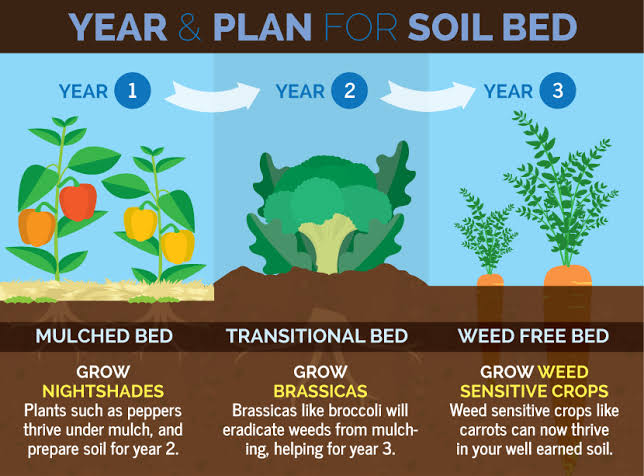 YEAR & PLAN FOR SOIL BED
YEAR 1
YEAR 2
YEAR 3
MULCHED BED
GROW
NIGHTSHADES
Plants such as peppers
thrive under mulch, and
prepare soil for year 2.
TRANSITIONAL BED
GROW
BRASSICAS
Brassicas like broccoli will
eradicate weeds from mulch-
ing, helping for year 3.
WEED FREE BED
GROW WEED
SENSITIVE CROPS
Weed sensitive crops like
carrots can now thrive
in your well earned soil.